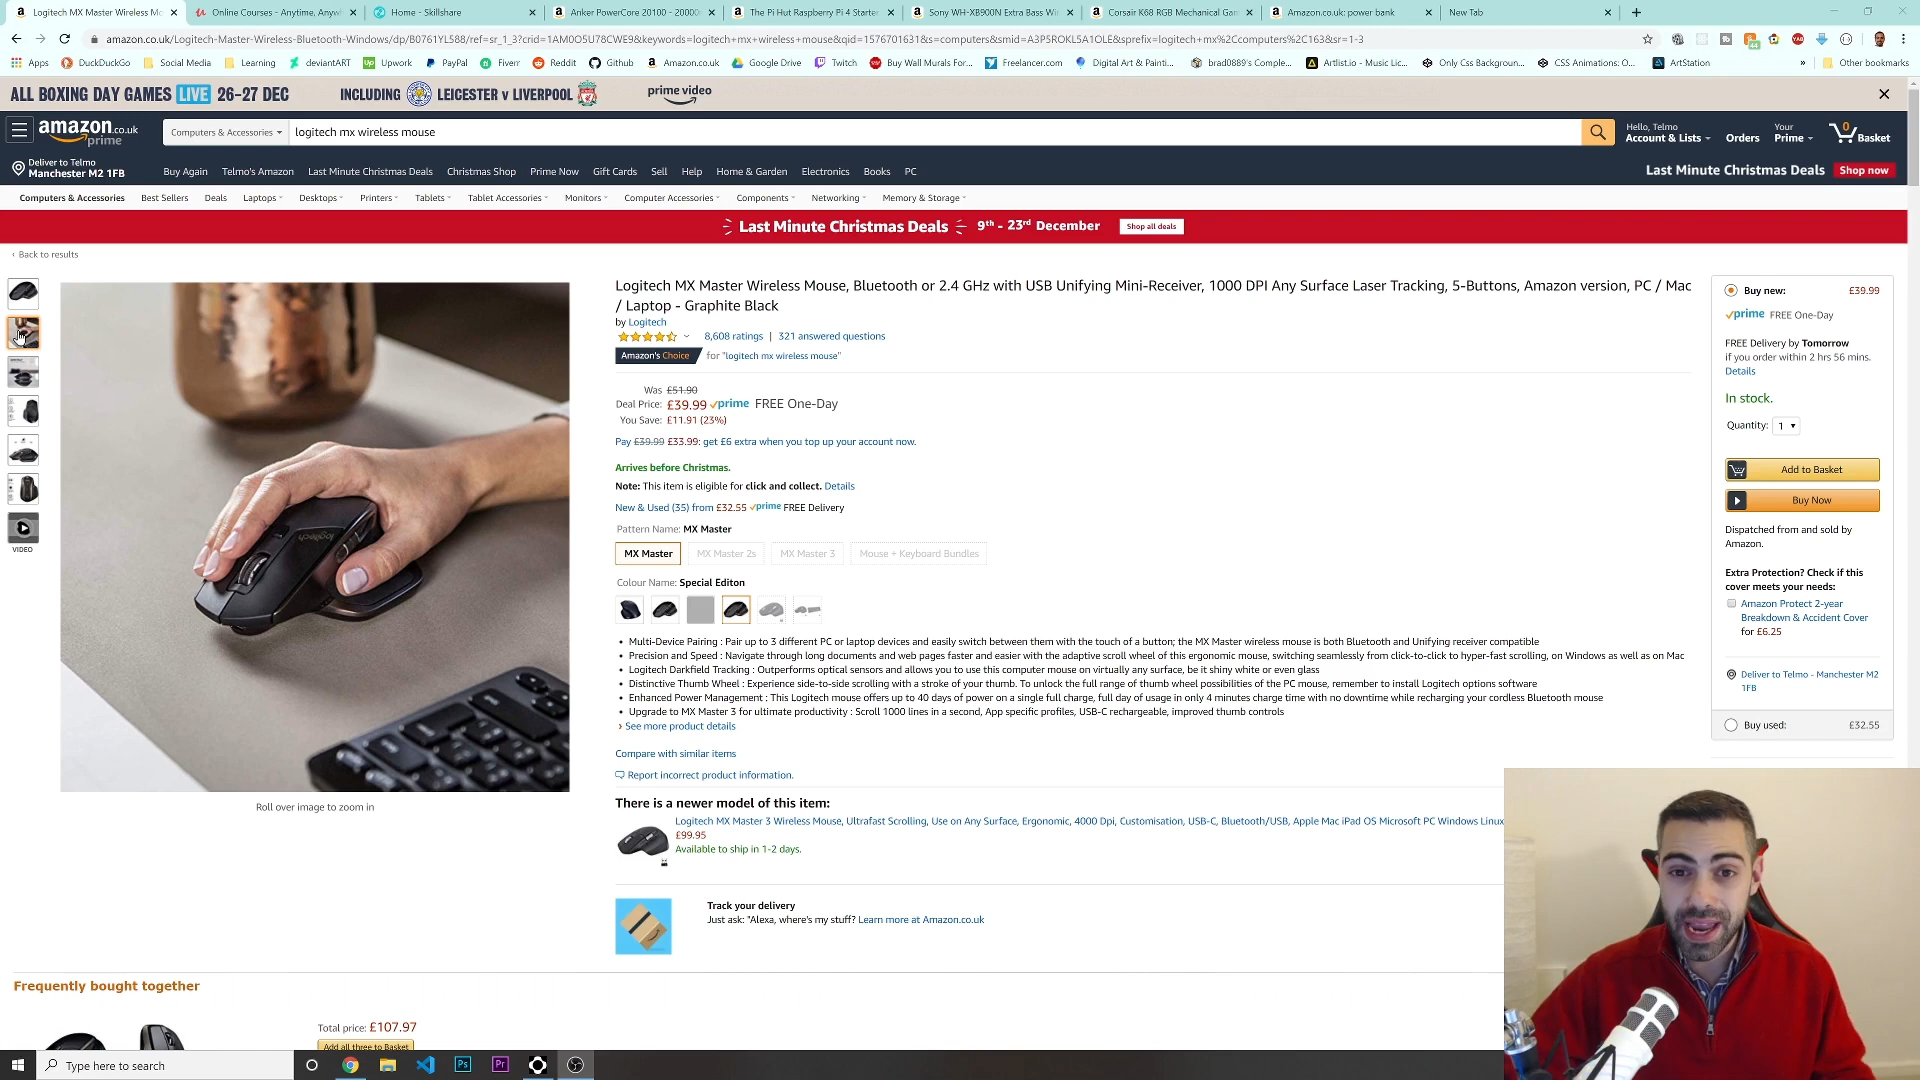 Logitech MX Master Wireless Mo
Online Courses - Anytime, Anyw
Home - Skillshare
Anker PowerCore 20100 - 20000
The Pi Hut Raspberry Pi 4 Starter
Sony WH-XB900N Extra Bass Wir
Corsair K68 RGB Mechanical Gam
Amazon.co.uk: power bank
New Tab
amazon.co.uk/Logitech-Master-Wireless-Bluetooth-Windows/dp/B0761YL588/ref=sr_1_3?crid=1AM0O5U78CWE9&keywords=logitech+mx+wireless+mouse&qid=1576701631&s=computers&smid=A3P5ROKL5A1OLE&sprefix=logitech+mx%2Ccomputers%2C163&sr=1-3
Apps DuckDuckGo Social Media Learning deviantART Upwork PayPal Fiverr Reddit Github Amazon.co.uk Google Drive Twitch Buy Wall Murals For... Freelancer.com Digital Art & Painti... brad0889's Comple... Artlist.io - Music Lic... Only Css Backgroun... CSS Animations: O... ArtStation » Other bookmarks
ALL BOXING DAY GAMES LIVE 26-27 DEC INCLUDING LEICESTER v LIVERPOOL prime video
amazon.co.uk prime
Computers & Accessories logitech mx wireless mouse
Hello, Telmo
Account & Lists
Orders
Your
Prime
0
Basket
Deliver to Telmo
Manchester M2 1FB
Buy Again Telmo's Amazon Last Minute Christmas Deals Christmas Shop Prime Now Gift Cards Sell Help Home & Garden Electronics Books PC
Last Minute Christmas Deals Shop now
Computers & Accessories Best Sellers Deals Laptops Desktops Printers Tablets Tablet Accessories Monitors Computer Accessories Components Networking Memory & Storage
Last Minute Christmas Deals 9th - 23rd December Shop all deals
‹ Back to results
VIDEO
logitech
Roll over image to zoom in
Logitech MX Master Wireless Mouse, Bluetooth or 2.4 GHz with USB Unifying Mini-Receiver, 1000 DPI Any Surface Laser Tracking, 5-Buttons, Amazon version, PC / Mac
/ Laptop - Graphite Black
by Logitech
8,608 ratings | 321 answered questions
Amazon's Choice for "logitech mx wireless mouse"
Was £51.90
Deal Price: £39.99 prime FREE One-Day
You Save: £11.91 (23%)
Pay £39.99 £33.99: get £6 extra when you top up your account now.
Arrives before Christmas.
Note: This item is eligible for click and collect. Details
New & Used (35) from £32.55 prime FREE Delivery
Pattern Name: MX Master
MX Master MX Master 2s MX Master 3 Mouse + Keyboard Bundles
Colour Name: Special Editon
• Multi-Device Pairing : Pair up to 3 different PC or laptop devices and easily switch between them with the touch of a button; the MX Master wireless mouse is both Bluetooth and Unifying receiver compatible
• Precision and Speed : Navigate through long documents and web pages faster and easier with the adaptive scroll wheel of this ergonomic mouse, switching seamlessly from click-to-click to hyper-fast scrolling, on Windows as well as on Mac
• Logitech Darkfield Tracking : Outperforms optical sensors and allows you to use this computer mouse on virtually any surface, be it shiny white or even glass
• Distinctive Thumb Wheel : Experience side-to-side scrolling with a stroke of your thumb. To unlock the full range of thumb wheel possibilities of the PC mouse, remember to install Logitech options software
• Enhanced Power Management : This Logitech mouse offers up to 40 days of power on a single full charge, full day of usage in only 4 minutes charge time with no downtime while recharging your cordless Bluetooth mouse
• Upgrade to MX Master 3 for ultimate productivity : Scroll 1000 lines in a second, App specific profiles, USB-C rechargeable, improved thumb controls
› See more product details
Compare with similar items
Report incorrect product information.
There is a newer model of this item:
Logitech MX Master 3 Wireless Mouse, Ultrafast Scrolling, Use on Any Surface, Ergonomic, 4000 Dpi, Customisation, USB-C, Bluetooth/USB, Apple Mac iPad OS Microsoft PC Windows Linux
£99.95
Available to ship in 1-2 days.
Track your delivery
Just ask: "Alexa, where's my stuff? Learn more at Amazon.co.uk
Buy new: £39.99
prime FREE One-Day
FREE Delivery by Tomorrow
if you order within 2 hrs 56 mins.
Details
In stock.
Quantity: 1
Add to Basket
Buy Now
Dispatched from and sold by
Amazon.
Extra Protection? Check if this
cover meets your needs:
Amazon Protect 2-year
Breakdown & Accident Cover
for £6.25
Deliver to Telmo - Manchester M2
1FB
Buy used: £32.55
Frequently bought together
Total price: £107.97
Add all three to Basket
Type here to search
Ps
Pr